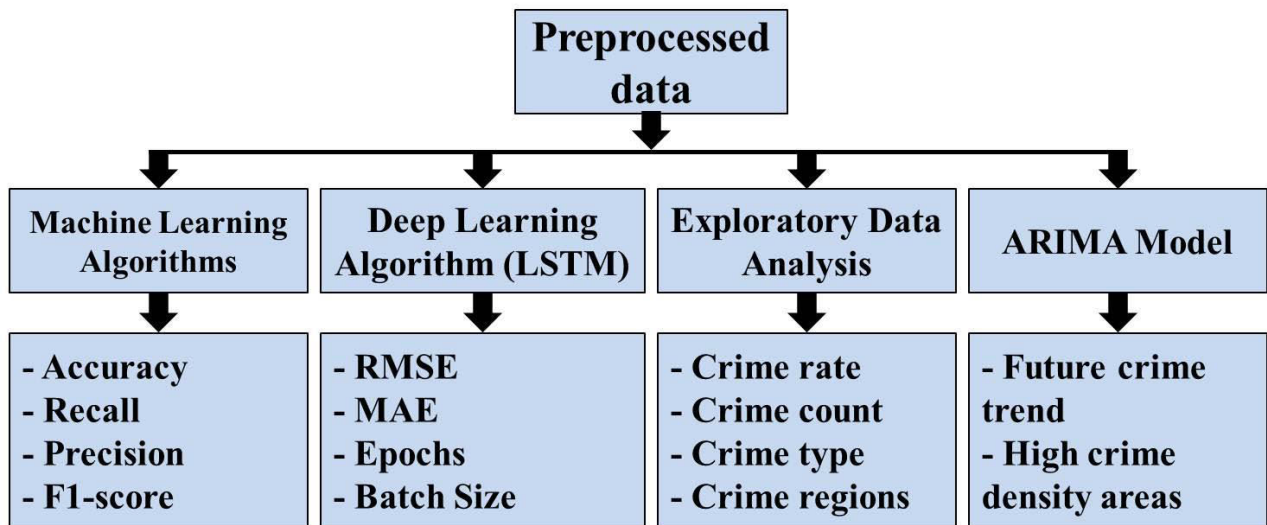 Preprocessed
data
Machine Learning
Algorithms
Deep Learning
Algorithm (LSTM)
Exploratory Data
Analysis
ARIMA Model
- Accuracy
- Recall
- Precision
- F1-score
- RMSE
- MAE
- Epochs
- Batch Size
- Crime rate
- Crime count
- Crime type
- Crime regions
- Future crime
trend
- High crime
density areas